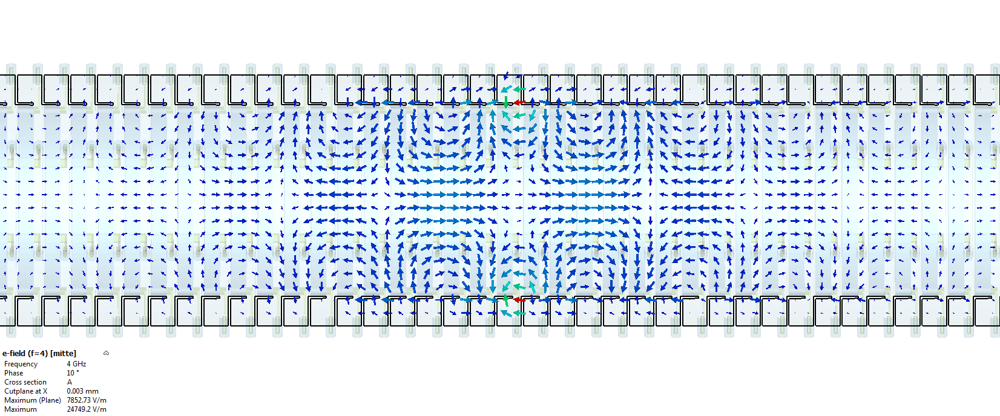 e-field (f=4) [mitte]
Frequency 4 GHz
Phase 10 °
Cross section A
Cutplane at X 0.003 mm
Maximum (Plane) 7852.73 V/m
Maximum 24749.2 V/m